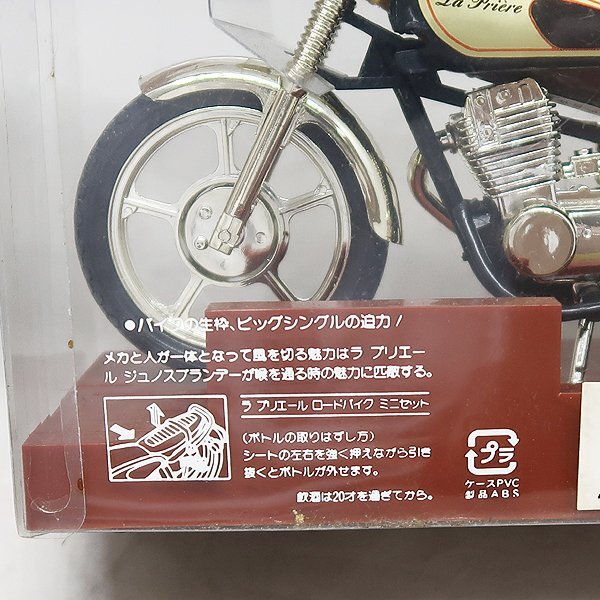 La Prière
●バイクの生粋、ビッグシングルの迫力！
メカと人が一体となって風を切る魅力はラ プリエー
ル ジュノスブランデーが喉を通る時の魅力に匹敵する。
ラ プリエール ロードバイク ミニセット
(ボトルの取りはずし方)
シートの左右を強く押えながら引き
抜くとボトルが外せます。
飲酒は20才を過ぎてから。
プラ
ケースPVC
製品ABS